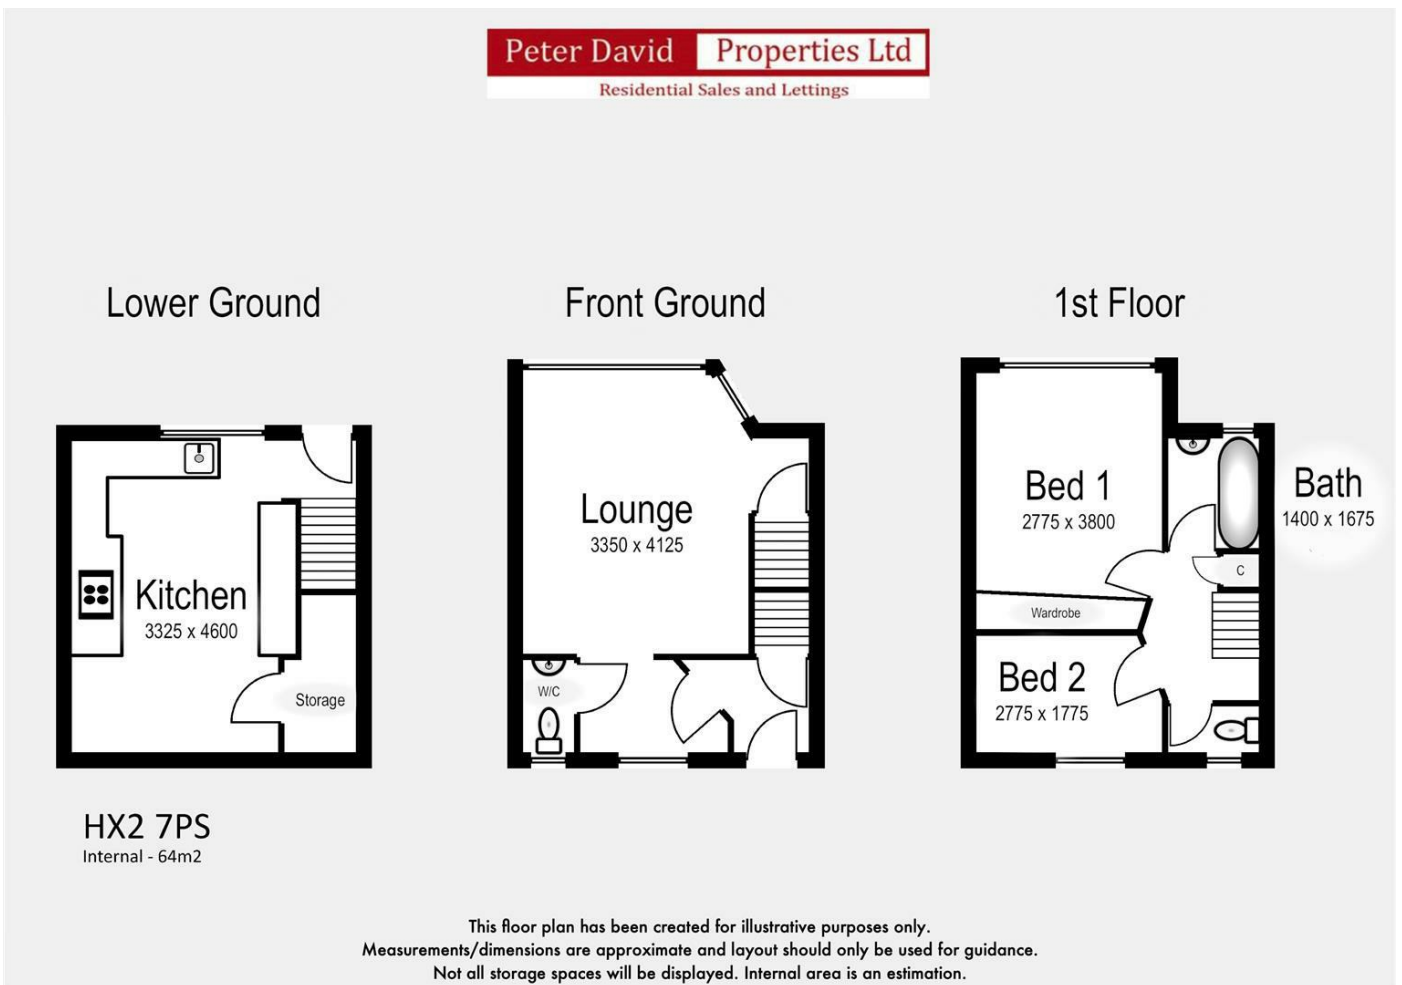 Peter David Properties Ltd
Residential Sales and Lettings
Lower Ground
Front Ground
1st Floor
Kitchen
3325 x 4600
Storage
Lounge
3350 x 4125
W/C
Bed 1
2775 x 3800
Wardrobe
Bed 2
2775 x 1775
Bath
1400 x 1675
C
HX2 7PS
Internal - 64m2
This floor plan has been created for illustrative purposes only.
Measurements/dimensions are approximate and layout should only be used for guidance.
Not all storage spaces will be displayed. Internal area is an estimation.